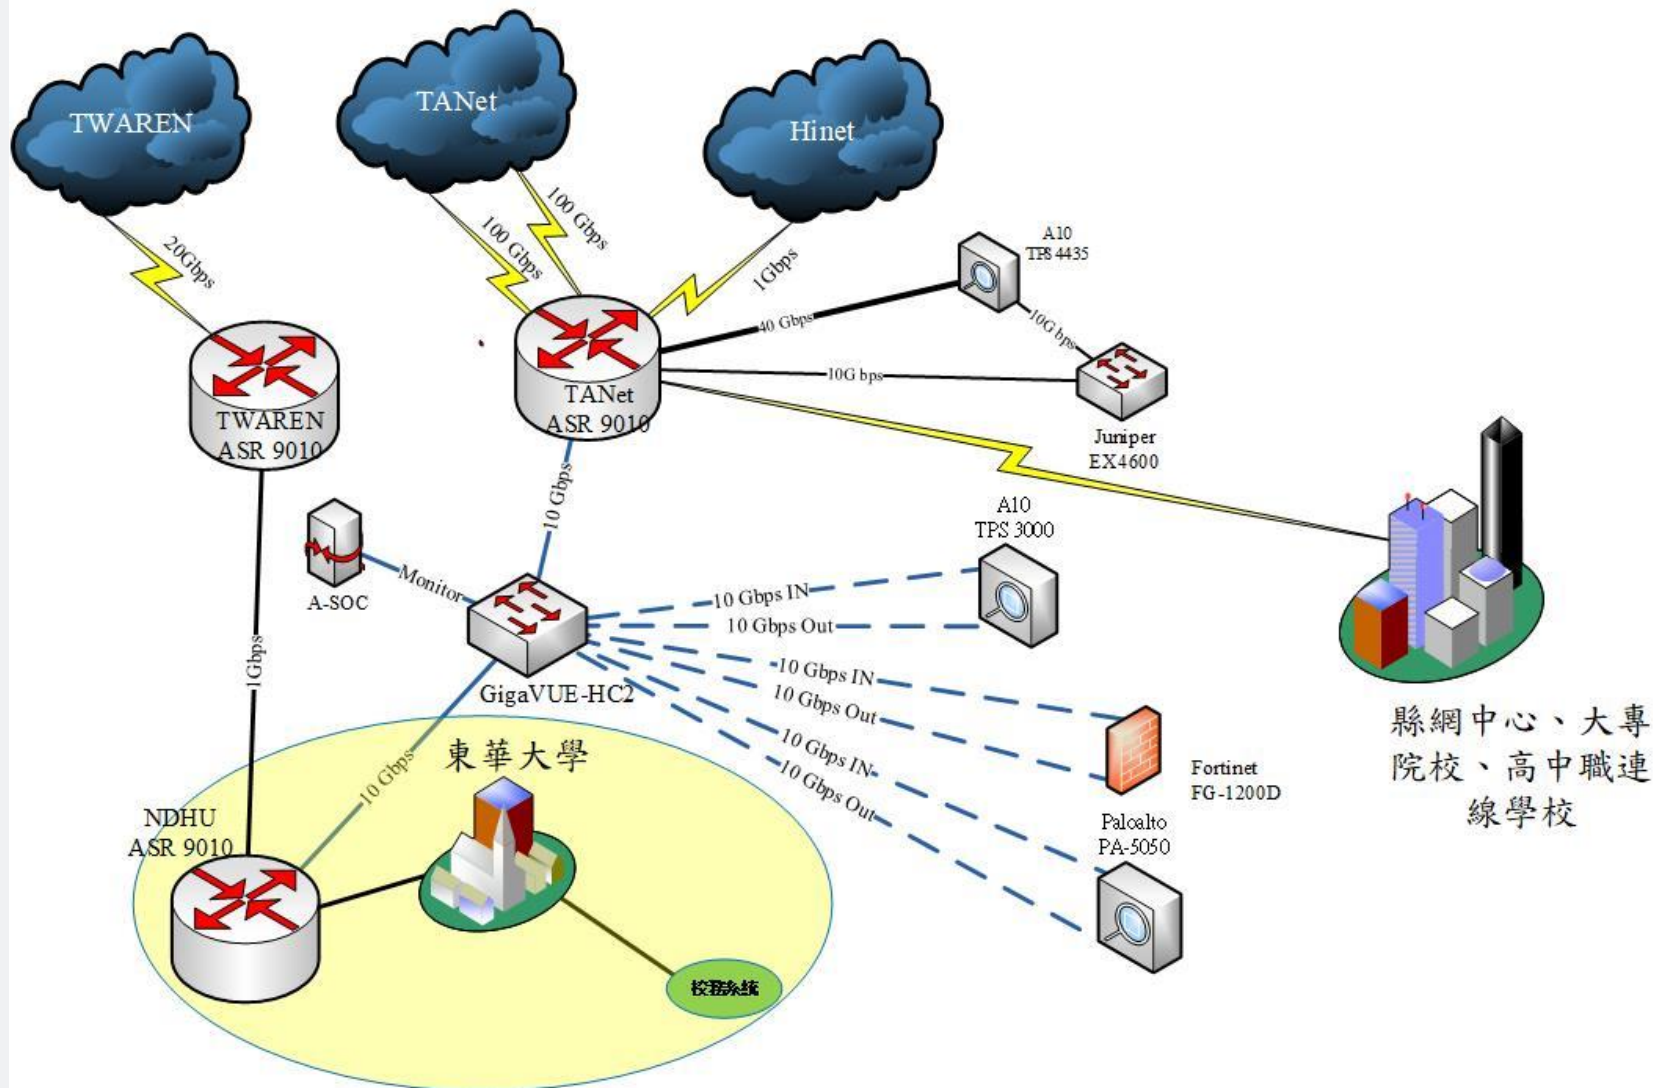 TWAREN
TANet
Hinet
20Gbps
100 Gbps
100 Gbps
1Gbps
A10
TPS 4435
40 Gbps
10G bps
10G bps
TWAREN
ASR 9010
TANet
ASR 9010
Juniper
EX4600
10 Gbps
A10
TPS 3000
A-SOC
Monitor
10 Gbps IN
10 Gbps Out
1Gbps
GigaVUE-HC2
10 Gbps IN
10 Gbps Out
10 Gbps IN
10 Gbps Out
Fortinet
FG-1200D
縣網中心、大專
院校、高中職連
線學校
東華大學
10 Gbps
NDHU
ASR 9010
Paloalto
PA-5050
校務系統